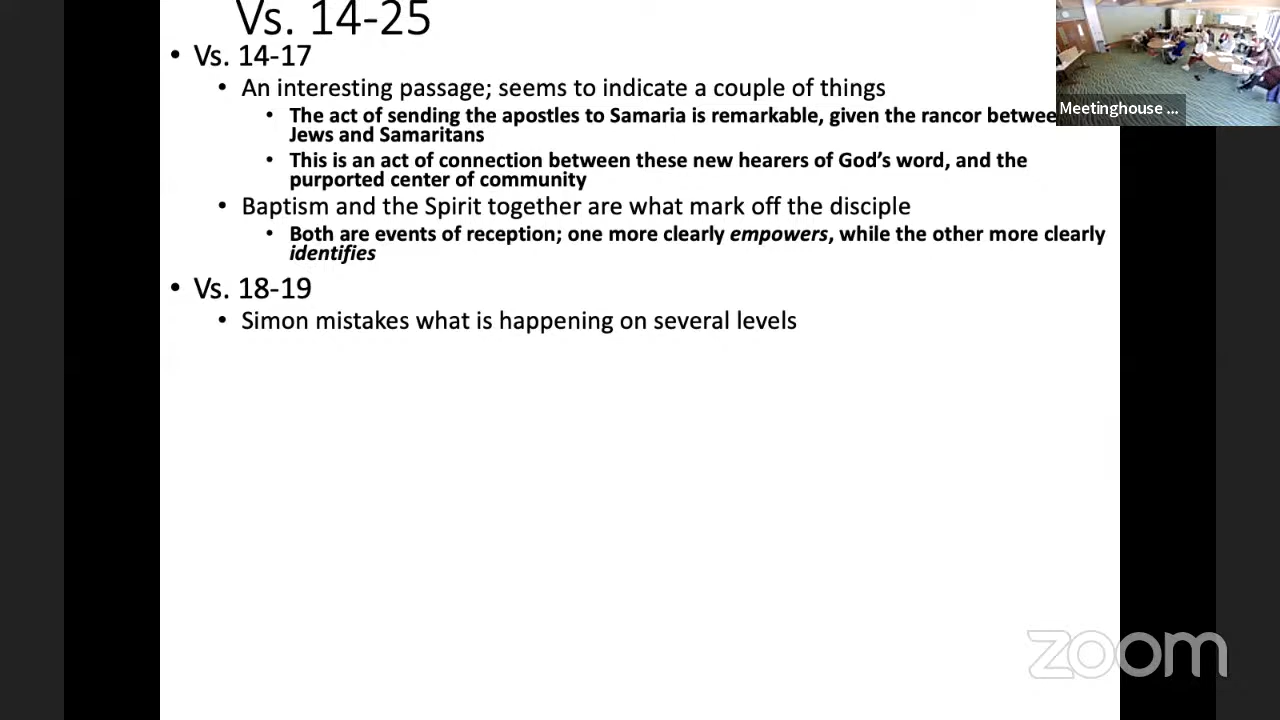 Vs. 14-25
• Vs. 14-17
• An interesting passage; seems to indicate a couple of things
• The act of sending the apostles to Samaria is remarkable, given the rancor betwee
Jews and Samaritans
• This is an act of connection between these new hearers of God's word, and the
purported center of community
• Baptism and the Spirit together are what mark off the disciple
• Both are events of reception; one more clearly empowers, while the other more clearly
identifies
• Vs. 18-19
• Simon mistakes what is happening on several levels
Meetinghouse ...
zoom